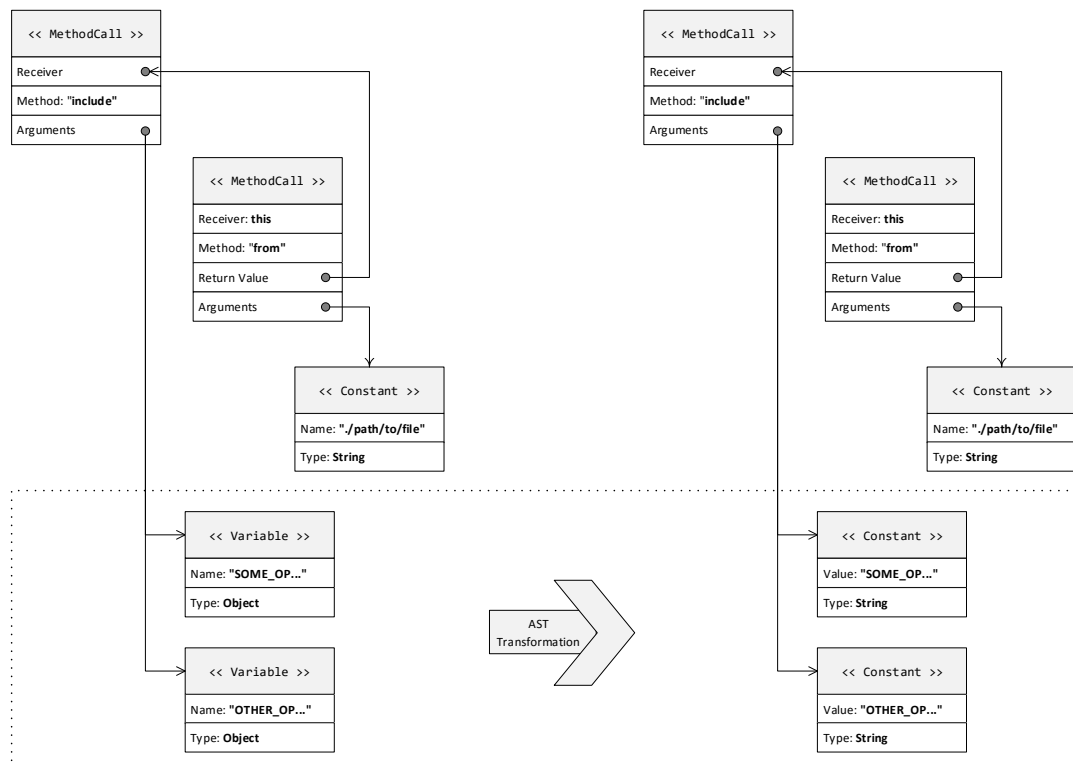 << MethodCall >>
Receiver
Method: "include"
Arguments
<< MethodCall >>
Receiver: this
Method: "from"
Return Value
Arguments
<< Constant >>
Name: "./path/to/file"
Type: String
<< Variable >>
Name: "SOME_OP..."
Type: Object
<< Variable >>
Name: "OTHER_OP..."
Type: Object
AST
Transformation
<< MethodCall >>
Receiver
Method: "include"
Arguments
<< MethodCall >>
Receiver: this
Method: "from"
Return Value
Arguments
<< Constant >>
Name: "./path/to/file"
Type: String
<< Constant >>
Value: "SOME_OP..."
Type: String
<< Constant >>
Value: "OTHER_OP..."
Type: String